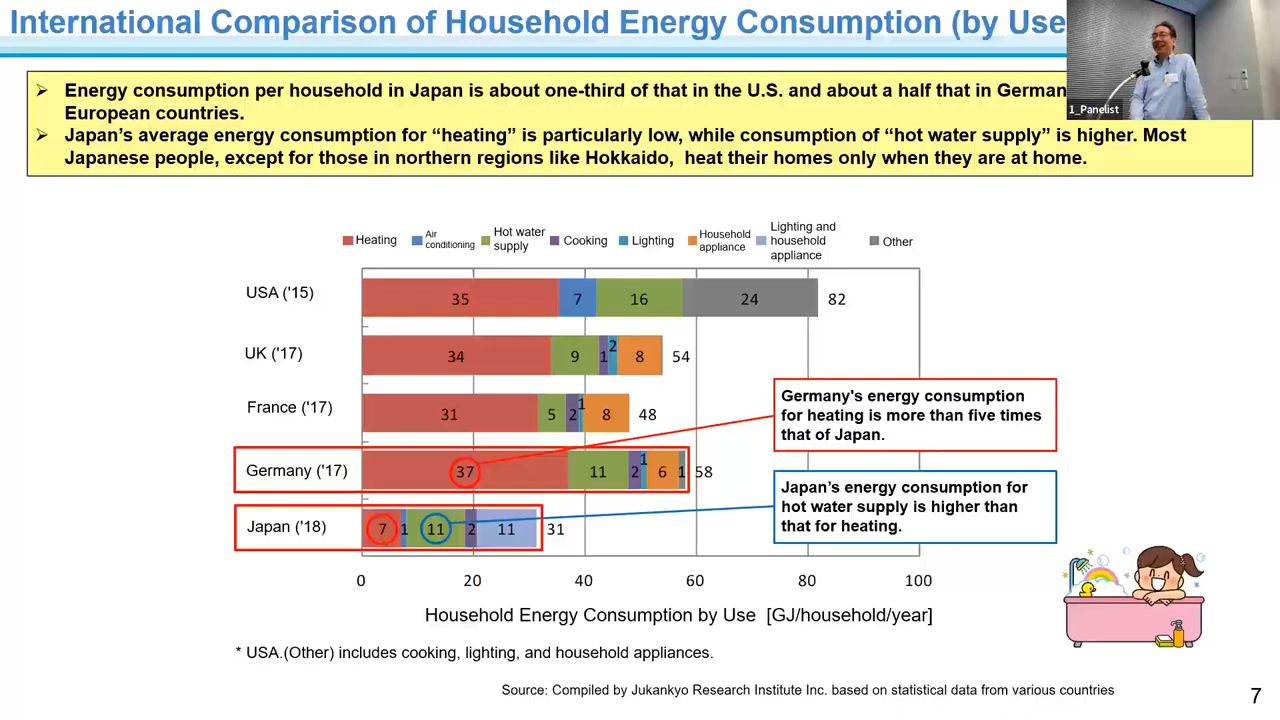 International Comparison of Household Energy Consumption (by Use
1_Panelist
➢ Energy consumption per household in Japan is about one-third of that in the U.S. and about a half that in
European countries.
➢ Japan's average energy consumption for “heating” is particularly low, while consumption of “hot water supply” is higher. Most
Japanese people, except for those in northern regions like Hokkaido, heat their homes only when they are at home.
Heating
Air
conditioning
Hot water
supply
Cooking
Lighting
Household
appliance
Lighting and
household
appliance
Other
USA ('15)
35 7 16 24 82
UK ('17)
34 9 1 2 8 54
France ('17)
31 5 2 1 8 48
Germany ('17)
37 11 2 1 6 1 58
Japan ('18)
7 1 11 2 11 31
Germany's energy consumption
for heating is more than five times
that of Japan.
Japan's energy consumption for
hot water supply is higher than
that for heating.
0 20 40 60 80 100
Household Energy Consumption by Use [GJ/household/year]
* USA.(Other) includes cooking, lighting, and household appliances.
Source: Compiled by Jukankyo Research Institute Inc. based on statistical data from various countries
7